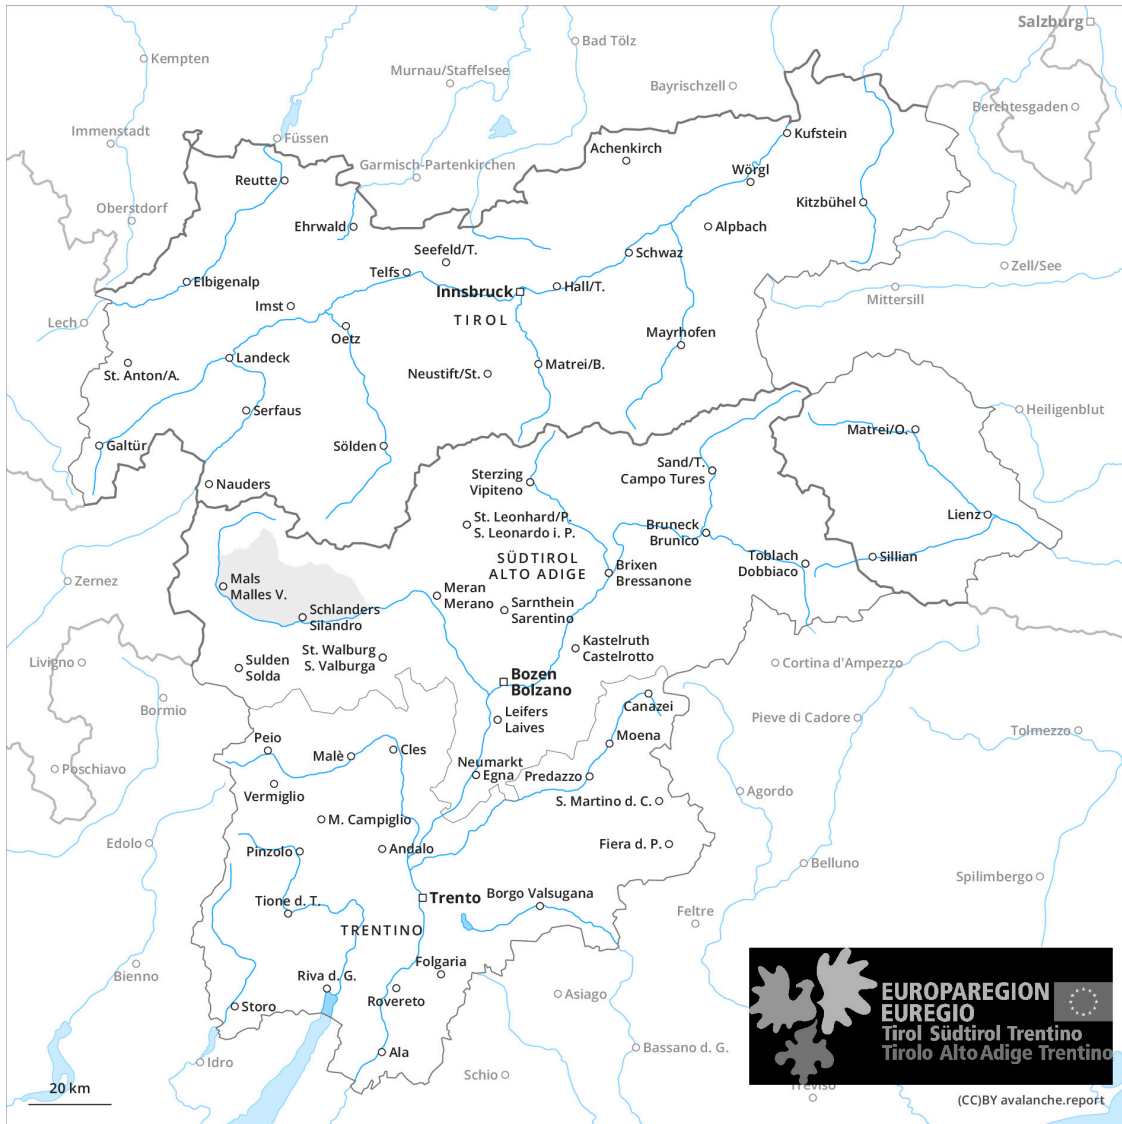 Salzburg
Bad Tölz
Kempten
Murnau/Staffelsee
Bayrischzell
Berchtesgaden
Immenstadt
Füssen
Kufstein
Achenkirch
Garmisch-Partenkirchen
Wörgl
Reutte
Kitzbühel
Oberstdorf
Ehrwald
Alpbach
Seefeld/T.
Schwaz
Zell/See
Telfs
Elbigenalp
Hall/T.
Innsbruck
Mittersill
Imst
TIROL
Lech
Oetz
Mayrhofen
Landeck
Matrei/B.
St. Anton/A.
Neustift/St.
Serfaus
Heiligenblut
Matrei/O.
Galtür
Sölden
Sand/T.
Campo Tures
Sterzing
Vipiteno
Nauders
St. Leonhard/P.
S. Leonardo i. P.
Lienz
Bruneck
Brunico
SÜDTIROL
ALTO ADIGE
Toblach
Dobbiaco
Sillian
Brixen
Bressanone
Zernez
Mals
Malles V.
Meran
Merano
Sarnthein
Sarentino
Schlanders
Silandro
Kastelruth
Castelrotto
St. Walburg
S. Valburga
Livigno
Sulden
Solda
Cortina d'Ampezzo
Bozen
Bolzano
Bormio
Canazei
Leifers
Laives
Pieve di Cadore
Tolmezzo
Peio
Moena
Malè
Cles
Neumarkt
Egna
Predazzo
Poschiavo
Vermiglio
Agordo
S. Martino d. C.
M. Campiglio
Edolo
Pinzolo
Andalo
Fiera d. P.
Belluno
Spilimbergo
Trento
Borgo Valsugana
Tione d. T.
Feltre
TRENTINO
Folgaria
Bienno
Riva d. G.
Rovereto
Asiago
Storo
EUROPAREGION
EUREGIO
Tirol Südtirol Trentino
Tirolo Alto Adige Trentino
Ala
Idro
Bassano d. G.
Schio
Treviso
20 km
(CC)BY avalanche.report